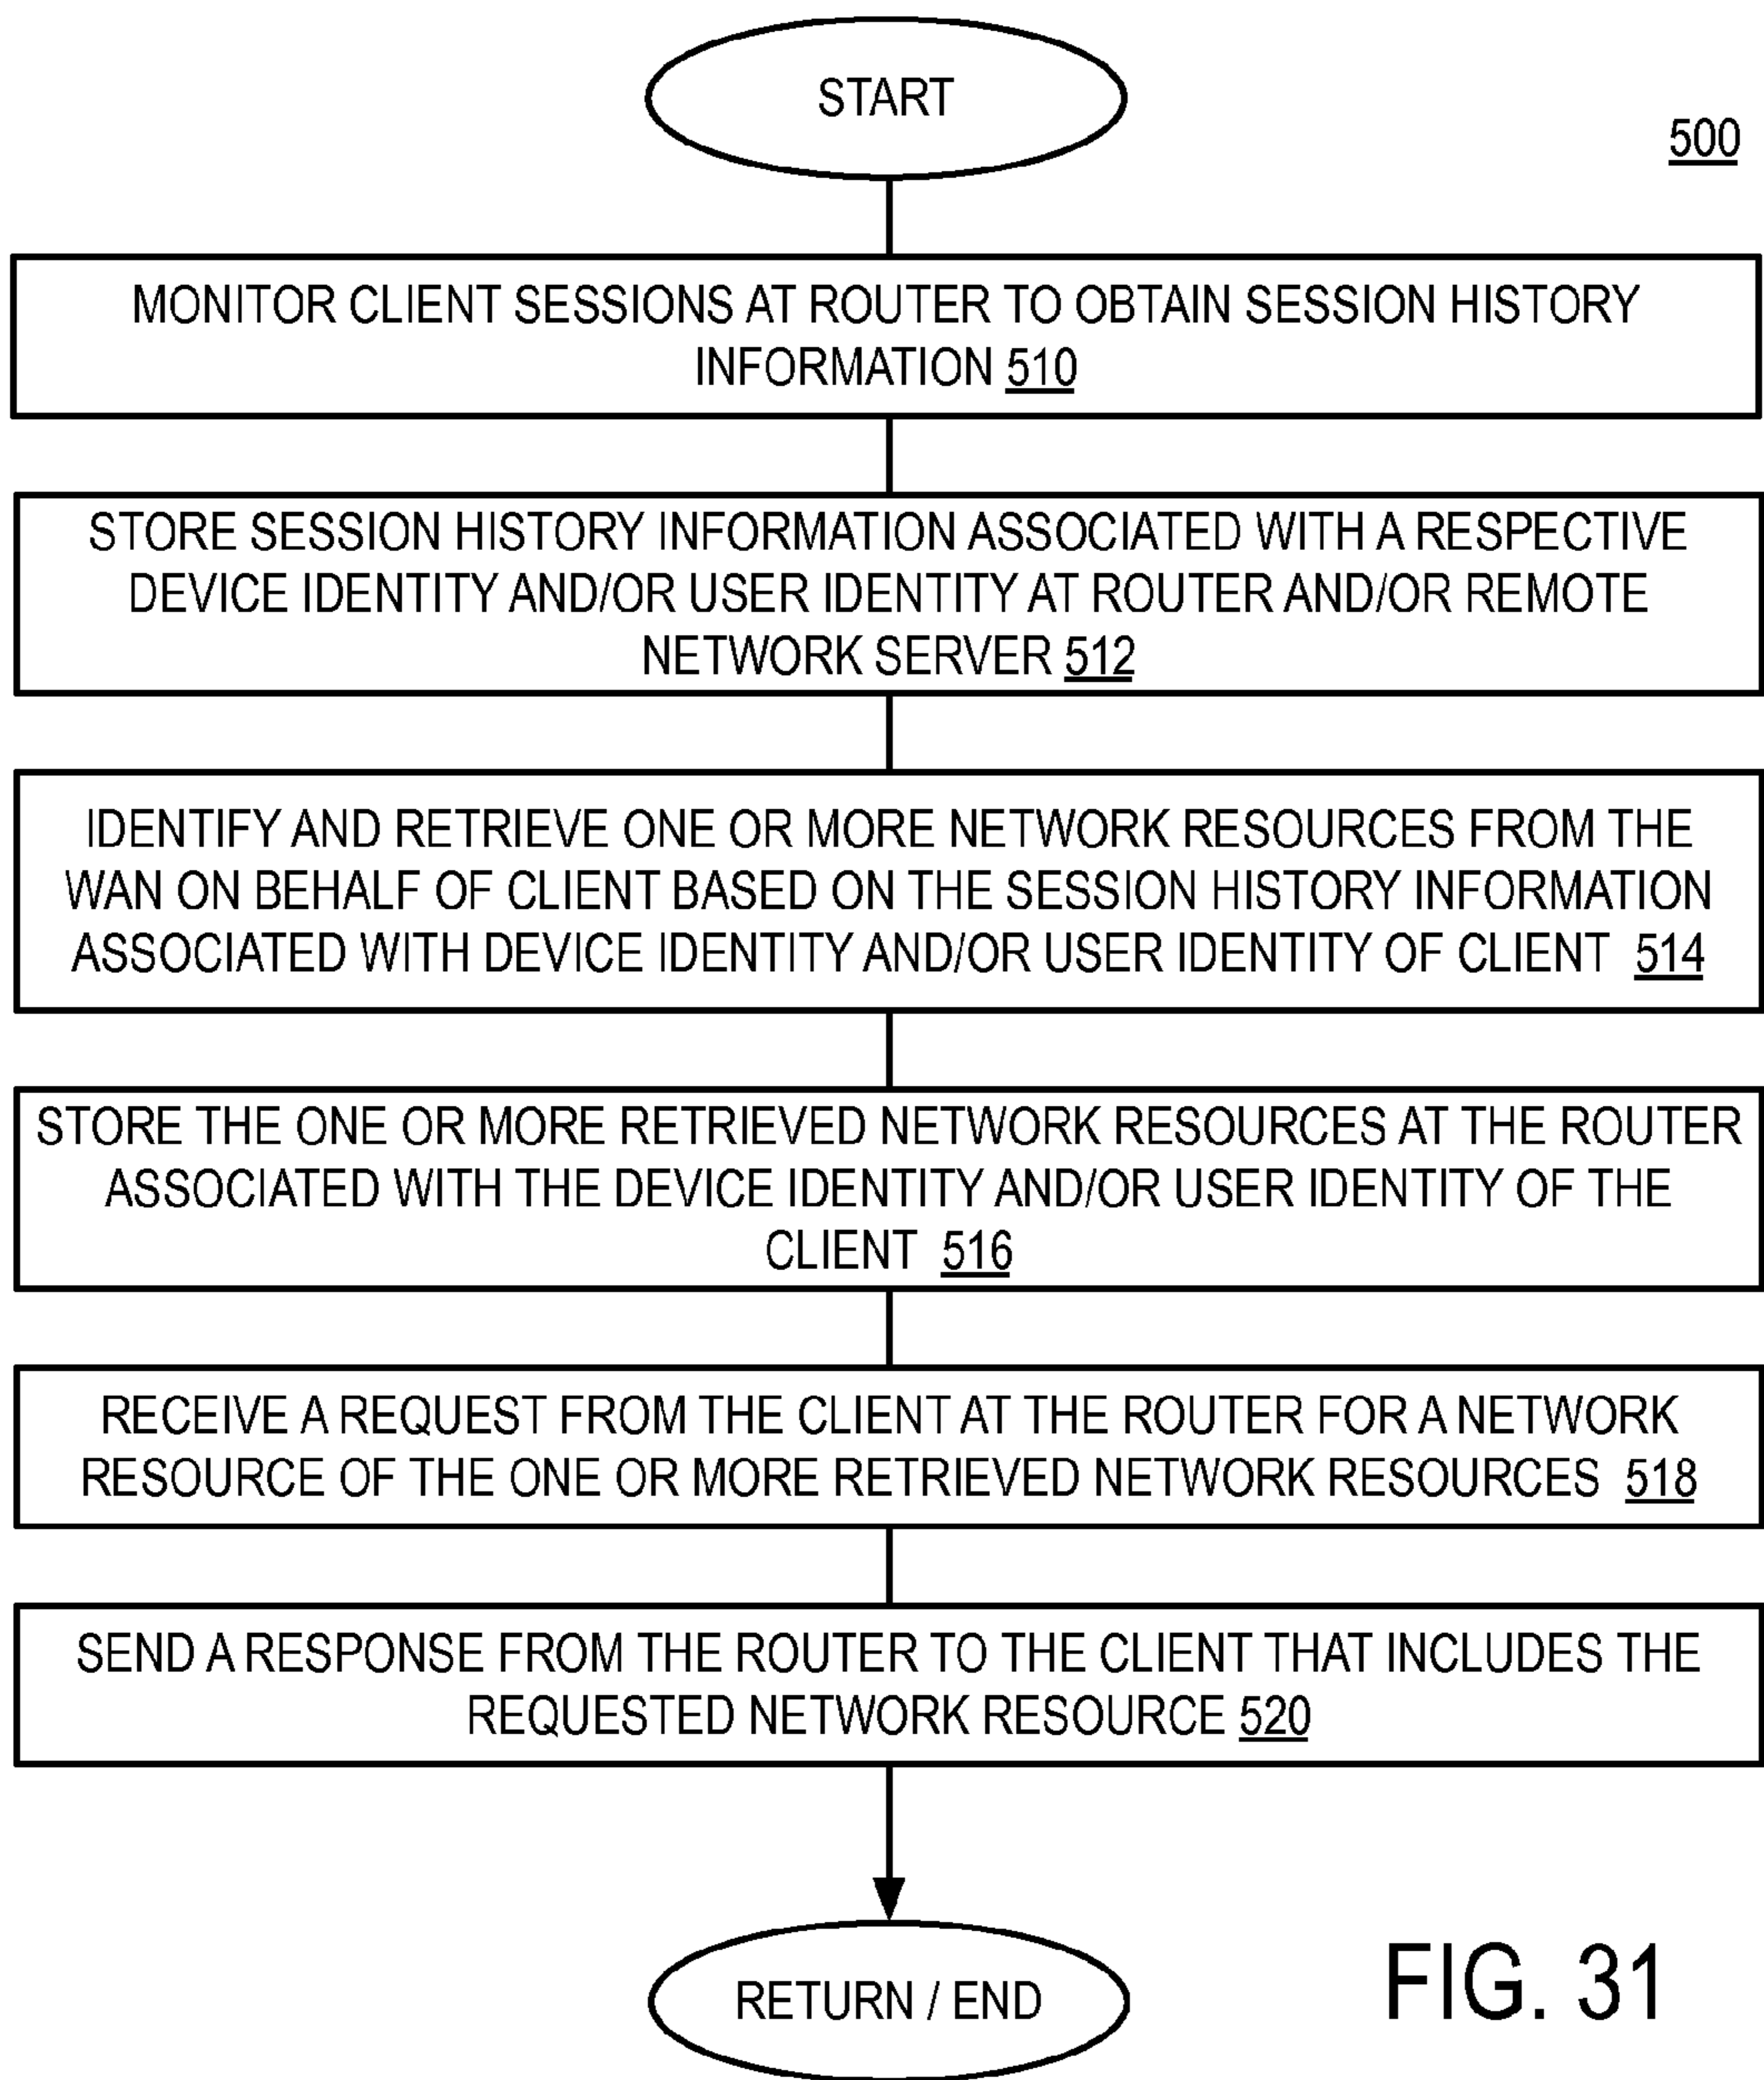 START
500
MONITOR CLIENT SESSIONS AT ROUTER TO OBTAIN SESSION HISTORY
INFORMATION 510
STORE SESSION HISTORY INFORMATION ASSOCIATED WITH A RESPECTIVE
DEVICE IDENTITY AND/OR USER IDENTITY AT ROUTER AND/OR REMOTE
NETWORK SERVER 512
IDENTIFY AND RETRIEVE ONE OR MORE NETWORK RESOURCES FROM THE
WAN ON BEHALF OF CLIENT BASED ON THE SESSION HISTORY INFORMATION
ASSOCIATED WITH DEVICE IDENTITY AND/OR USER IDENTITY OF CLIENT 514
STORE THE ONE OR MORE RETRIEVED NETWORK RESOURCES AT THE ROUTER
ASSOCIATED WITH THE DEVICE IDENTITY AND/OR USER IDENTITY OF THE
CLIENT 516
RECEIVE A REQUEST FROM THE CLIENT AT THE ROUTER FOR A NETWORK
RESOURCE OF THE ONE OR MORE RETRIEVED NETWORK RESOURCES 518
SEND A RESPONSE FROM THE ROUTER TO THE CLIENT THAT INCLUDES THE
REQUESTED NETWORK RESOURCE 520
RETURN / END
FIG. 31